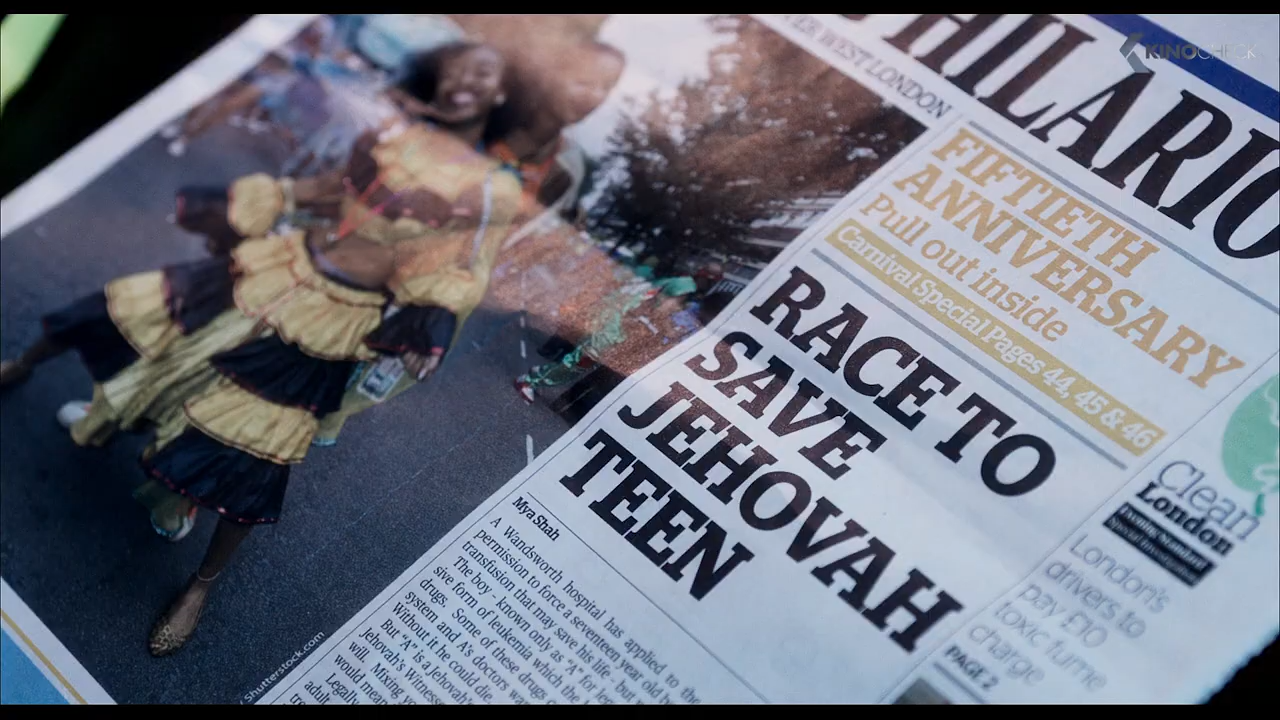 KINOCHECK
HILARIO
WEST LONDON
FIFTIETH
ANNIVERSARY
Pull out inside
Carnival Special Pages 44, 45 & 46
RACE TO
SAVE
JEHOVAH
TEEN
Mya Shah
A Wandsworth hospital has applied to the
permission to force a seventeen year old boy
transfusion that may save his life - but
The boy - known only as "A" for
sive form of leukemia which the
drugs. Some of these drugs
system and A's doctors
Without it he could die.
But "A" is a Jehovah's
Jehovah's Witness
will. Mixing
would mean
Legally
adult
Shutterstock.com
Clean
London
Evening Standard
London's
drivers to
pay £10
toxic fume
charge
PAGE 2